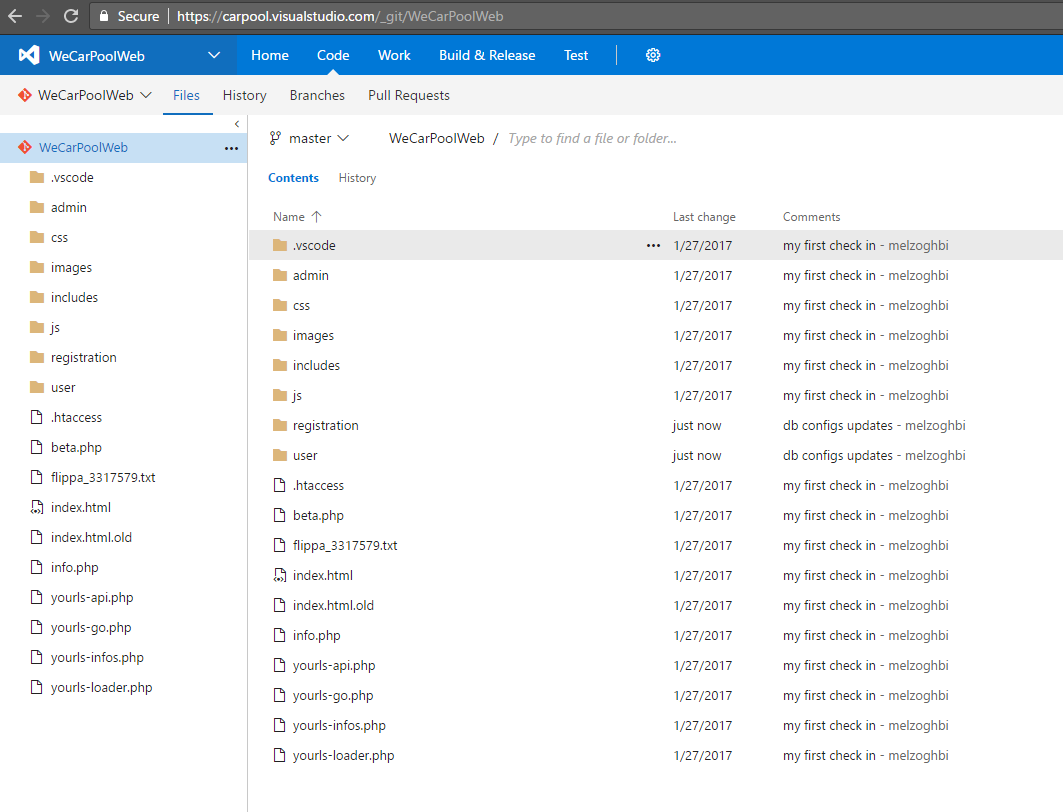 Secure https://carpool.visualstudio.com/_git/WeCarPoolWeb
WeCarPoolWeb Home Code Work Build & Release Test
WeCarPoolWeb Files History Branches Pull Requests
WeCarPoolWeb
.vscode
admin
css
images
includes
js
registration
user
.htaccess
beta.php
flippa_3317579.txt
index.html
index.html.old
info.php
yourls-api.php
yourls-go.php
yourls-infos.php
yourls-loader.php
master WeCarPoolWeb / Type to find a file or folder...
Contents History
Name Last change Comments
.vscode 1/27/2017 my first check in - melzoghbi
admin 1/27/2017 my first check in - melzoghbi
css 1/27/2017 my first check in - melzoghbi
images 1/27/2017 my first check in - melzoghbi
includes 1/27/2017 my first check in - melzoghbi
js 1/27/2017 my first check in - melzoghbi
registration just now db configs updates - melzoghbi
user just now db configs updates - melzoghbi
.htaccess 1/27/2017 my first check in - melzoghbi
beta.php 1/27/2017 my first check in - melzoghbi
flippa_3317579.txt 1/27/2017 my first check in - melzoghbi
index.html 1/27/2017 my first check in - melzoghbi
index.html.old 1/27/2017 my first check in - melzoghbi
info.php 1/27/2017 my first check in - melzoghbi
yourls-api.php 1/27/2017 my first check in - melzoghbi
yourls-go.php 1/27/2017 my first check in - melzoghbi
yourls-infos.php 1/27/2017 my first check in - melzoghbi
yourls-loader.php 1/27/2017 my first check in - melzoghbi